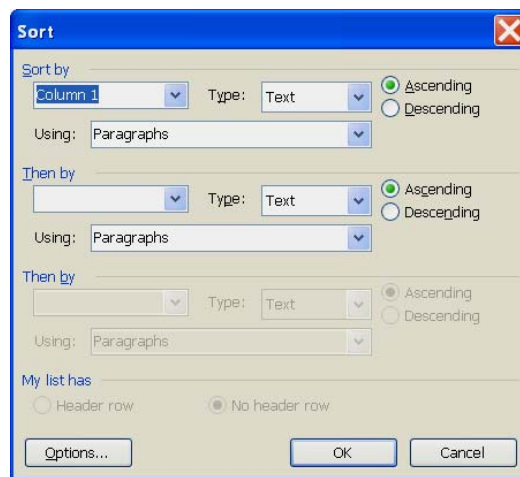 Sort
Sort by
Column 1 Type: Text Ascending
Descending
Using: Paragraphs
Then by
Type: Text Ascending
Descending
Using: Paragraphs
Then by
Type: Text Ascending
Descending
Using: Paragraphs
My list has
Header row No header row
Options... OK Cancel